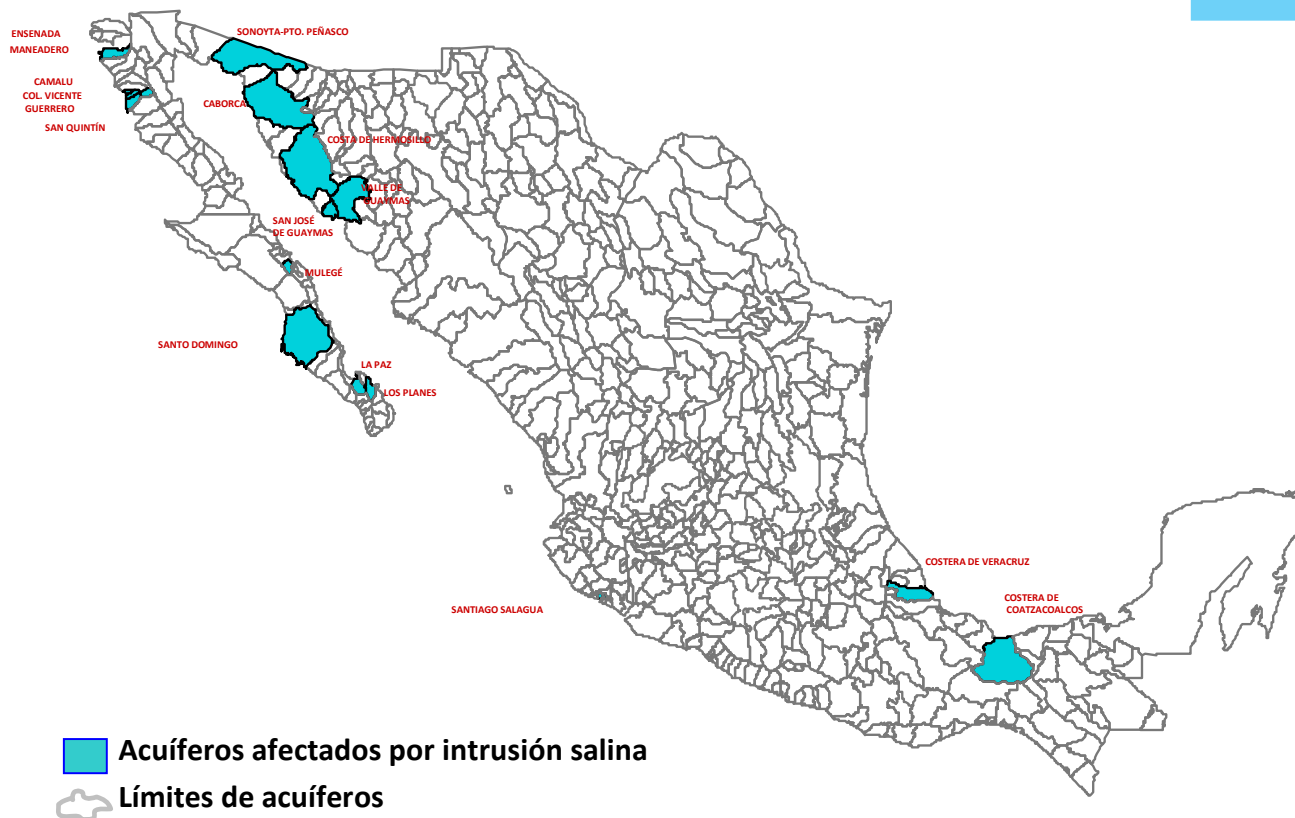 ENSENADA
MANEADERO
CAMALU
COL. VICENTE
GUERRERO
SAN QUINTÍN
SONOYTA-PTO. PEÑASCO
CABORCA
COSTA DE HERMOSILLO
VALLE DE
GUAYMAS
SAN JOSÉ
DE GUAYMAS
MULEGÉ
SANTO DOMINGO
LA PAZ
LOS PLANES
SANTIAGO SALAGUA
COSTERA DE VERACRUZ
COSTERA DE
COATZACOALCOS
Acuíferos afectados por intrusión salina
Límites de acuíferos